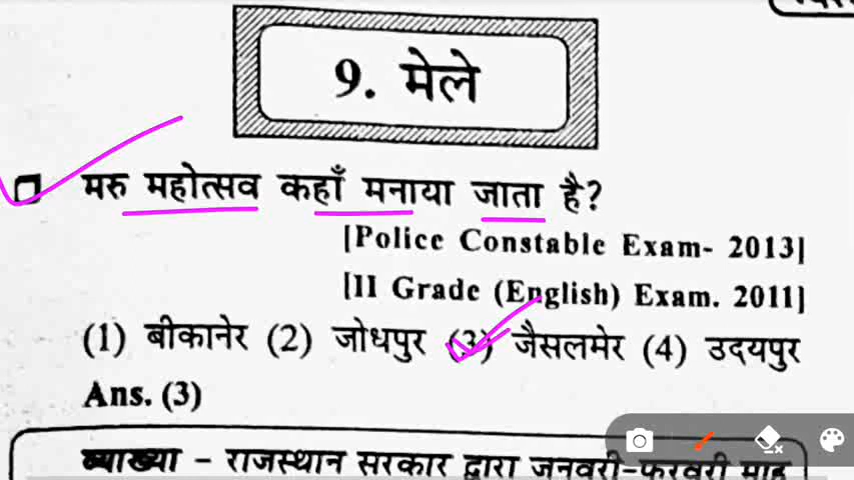 9. मेले
मरु महोत्सव कहाँ मनाया जाता है?
[Police Constable Exam- 2013]
[II Grade (English) Exam. 2011]
(1) बीकानेर (2) जोधपुर (3) जैसलमेर (4) उदयपुर
Ans. (3)
व्याख्या – राजस्थान सरकार द्वारा जनवरी-फरवरी माह